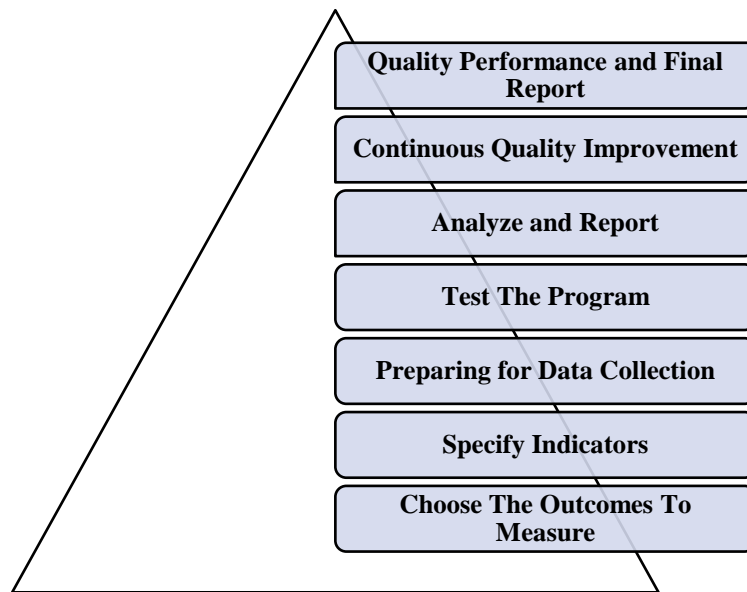 Quality Performance and Final
Report
Continuous Quality Improvement
Analyze and Report
Test The Program
Preparing for Data Collection
Specify Indicators
Choose The Outcomes To
Measure